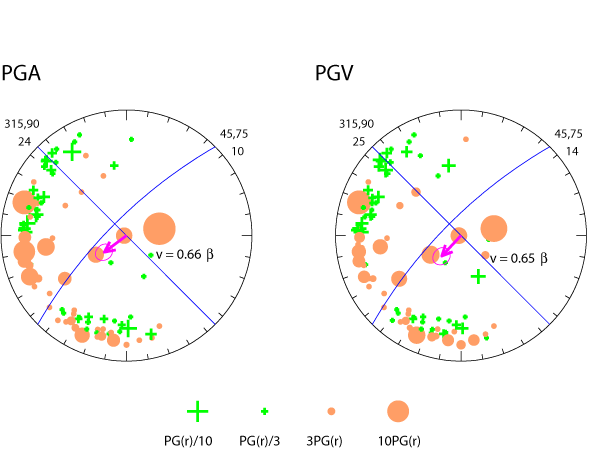 PGA
PGV
315,90
24
45,75
10
v = 0.66 β
315,90
25
45,75
14
v = 0.65 β
PG(r)/10
PG(r)/3
3PG(r)
10PG(r)